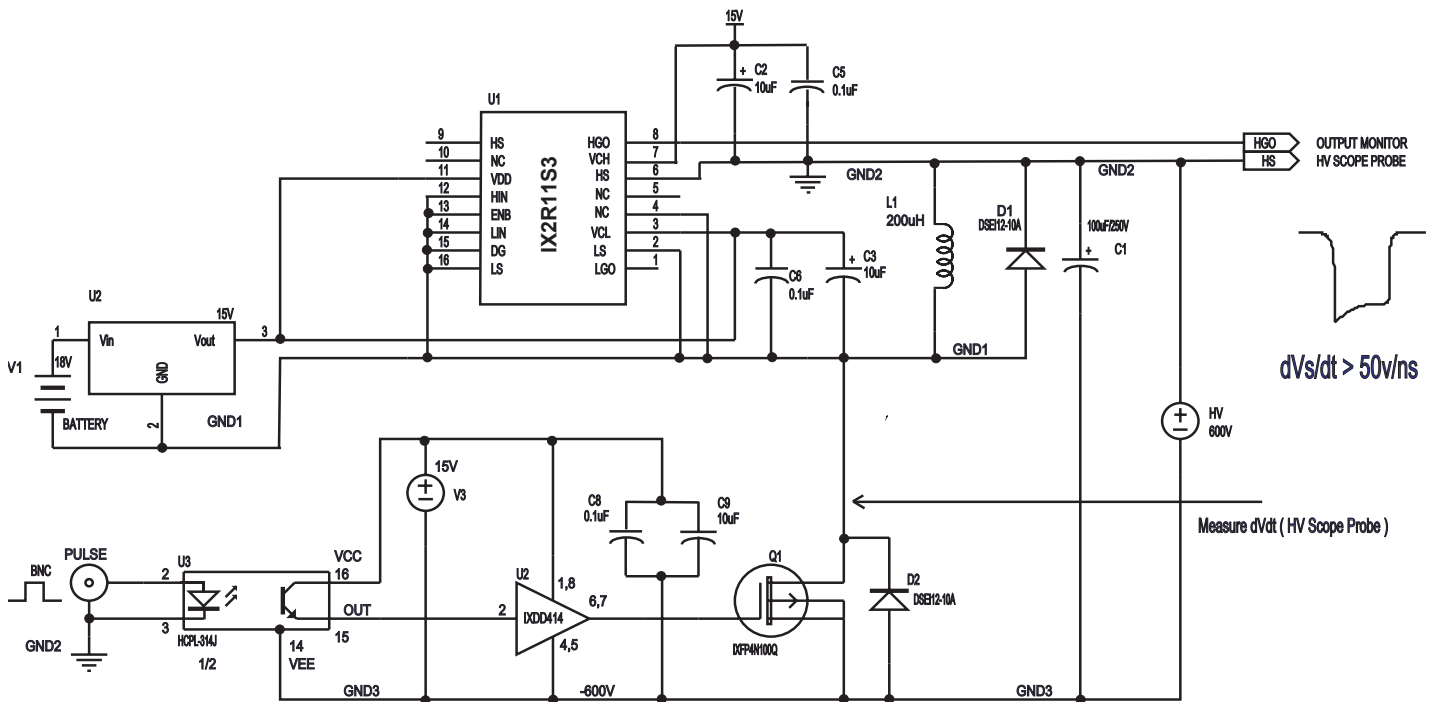 15V
+ C2
10uF
C5
0.1uF
U1
IX2R11S3
9 HS
10 NC
11 VDD
12 HIN
13 ENB
14 LIN
15 DG
16 LS
HGO 8
VCH 7
HS 6
NC 5
NC 4
VCL 3
LS 2
LGO 1
HGO OUTPUT MONITOR
HS HV SCOPE PROBE
GND2
GND2
L1
200uH
D1
DSEI12-10A
100uF/250V
+ C1
C6
0.1uF
+ C3
10uF
GND1
dVs/dt > 50v/ns
U2
15V
1 Vin Vout 3
GND
2
V1
18V
BATTERY
GND1
+
−
HV
600V
15V
+
−
V3
C8
0.1uF
C9
10uF
Measure dVdt ( HV Scope Probe )
PULSE
BNC
GND2
U3
2
3
HCPL-314J
1/2
VCC
16
OUT
15
14
VEE
U2
2
IXDD414
1,8
6,7
4,5
Q1
IXFP4N100Q
D2
DSEI12-10A
GND3
-600V
GND3